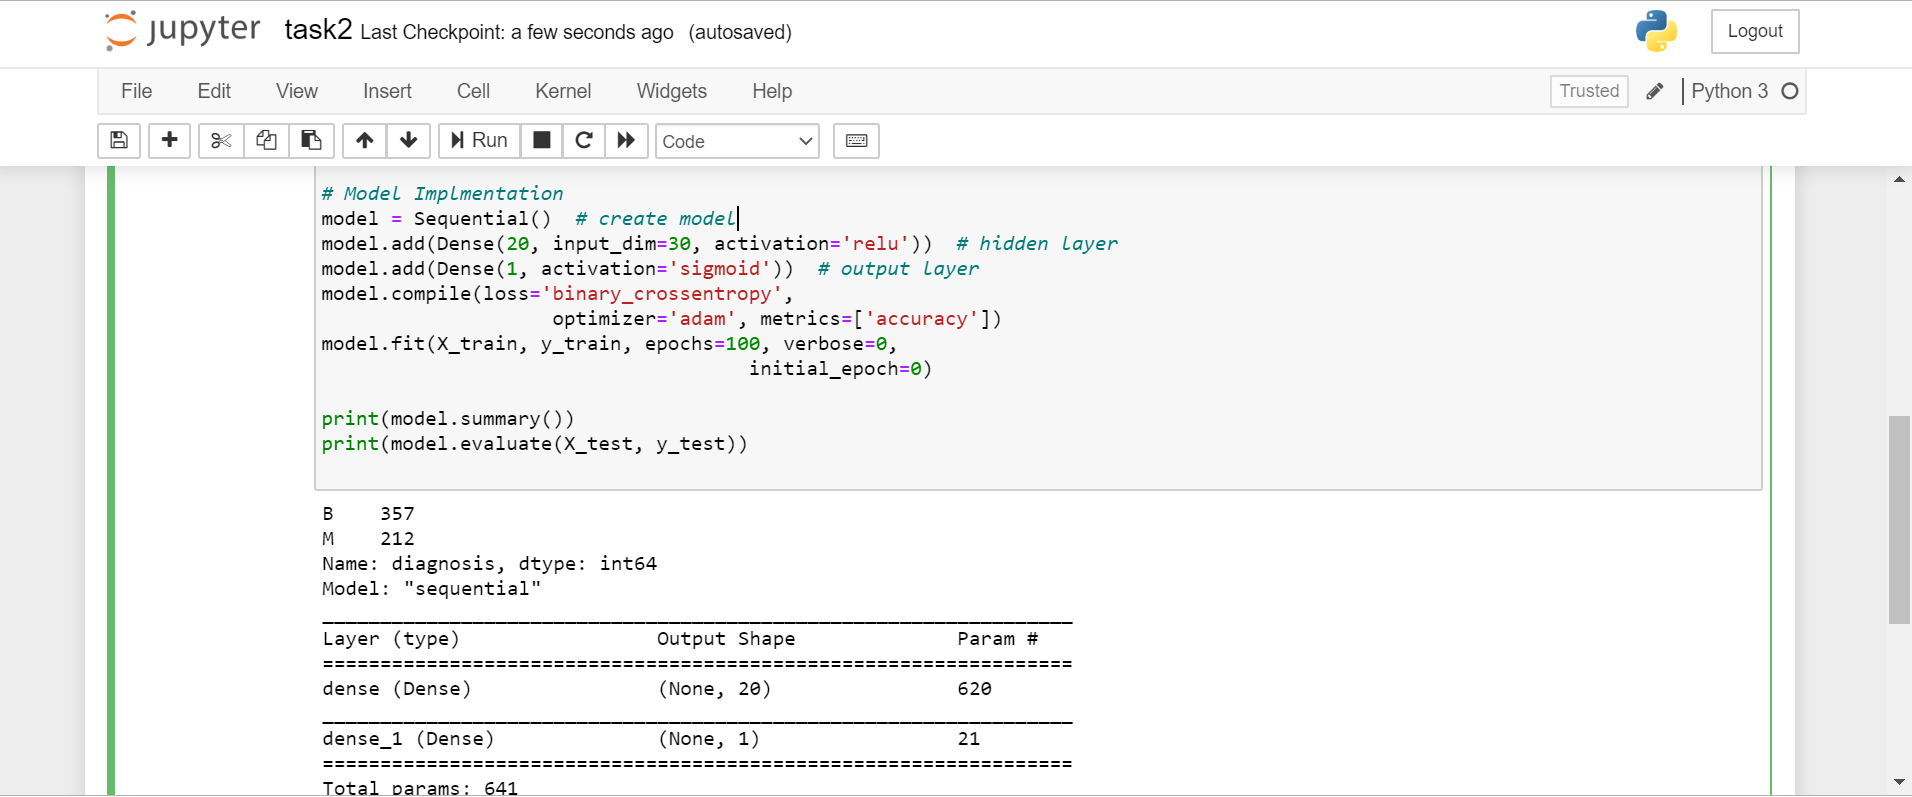 jupyter task2 Last Checkpoint: a few seconds ago (autosaved) Logout
File Edit View Insert Cell Kernel Widgets Help Trusted Python 3
Run Code
# Model Implmentation
model = Sequential()  # create model
model.add(Dense(20, input_dim=30, activation='relu'))  # hidden layer
model.add(Dense(1, activation='sigmoid'))  # output layer
model.compile(loss='binary_crossentropy',
                    optimizer='adam', metrics=['accuracy'])
model.fit(X_train, y_train, epochs=100, verbose=0,
                                     initial_epoch=0)
print(model.summary())
print(model.evaluate(X_test, y_test))
B    357
M    212
Name: diagnosis, dtype: int64
Model: "sequential"
_________________________________________________________________
Layer (type)                 Output Shape              Param #
=================================================================
dense (Dense)                (None, 20)                620
_________________________________________________________________
dense_1 (Dense)              (None, 1)                 21
=================================================================
Total params: 641